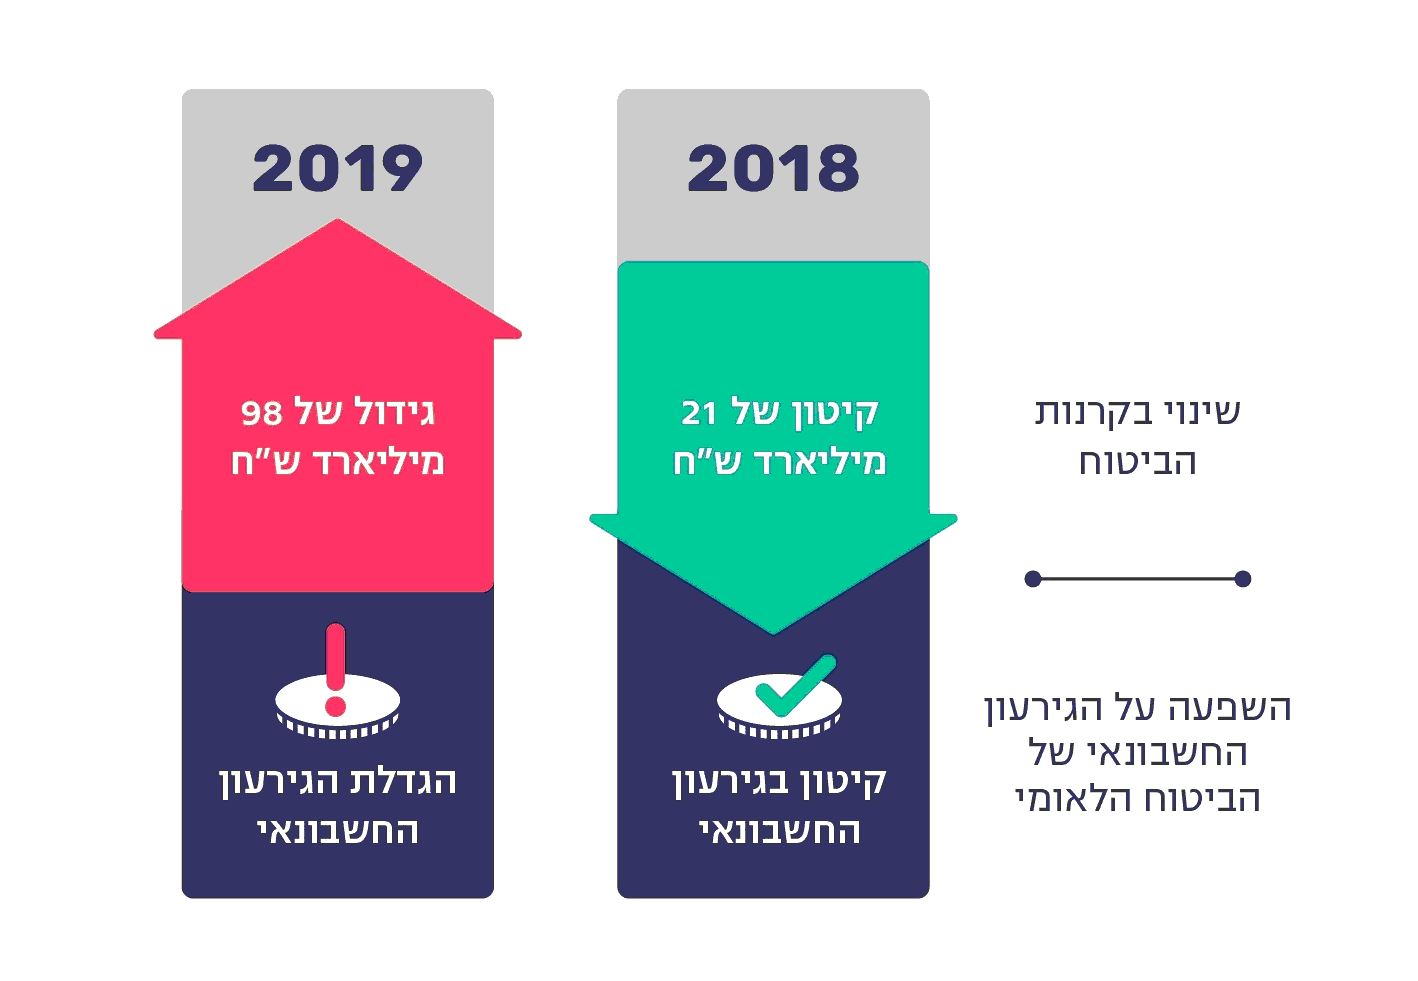 שינוי בקרנות
הביטוח
השפעה על הגירעון
החשבונאי של
הביטוח הלאומי
2018
קיטון של 21
מיליארד ש"ח
קיטון בגירעון
החשבונאי
2019
גידול של 98
מיליארד ש"ח
הגדלת הגירעון
החשבונאי